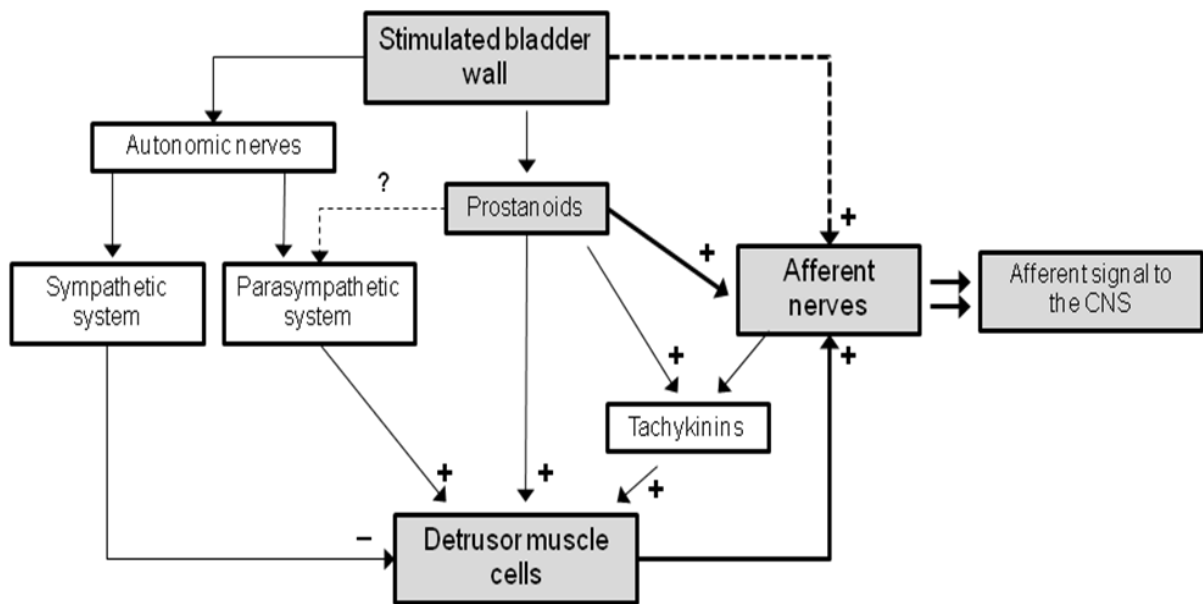 Stimulated bladder
wall
Autonomic nerves
?
Prostanoids
+
+
Sympathetic
system
Parasympathetic
system
Afferent
nerves
Afferent signal to
the CNS
+
+
Tachykinins
+
+
+
–
Detrusor muscle
cells